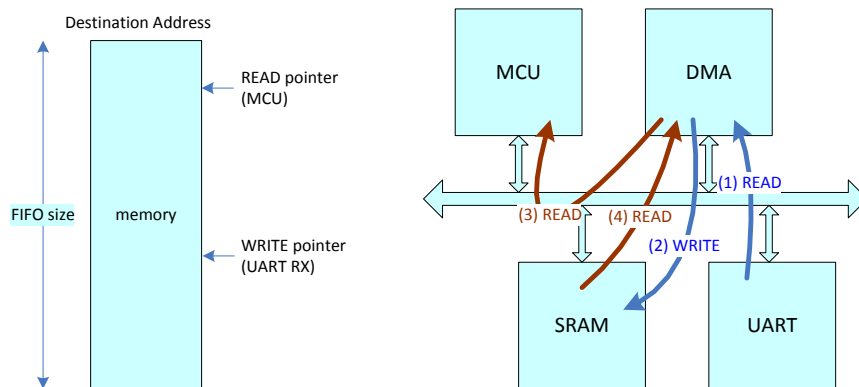 Destination Address
READ pointer
(MCU)
FIFO size
memory
WRITE pointer
(UART RX)
MCU
DMA
(1) READ
(3) READ
(4) READ
(2) WRITE
SRAM
UART